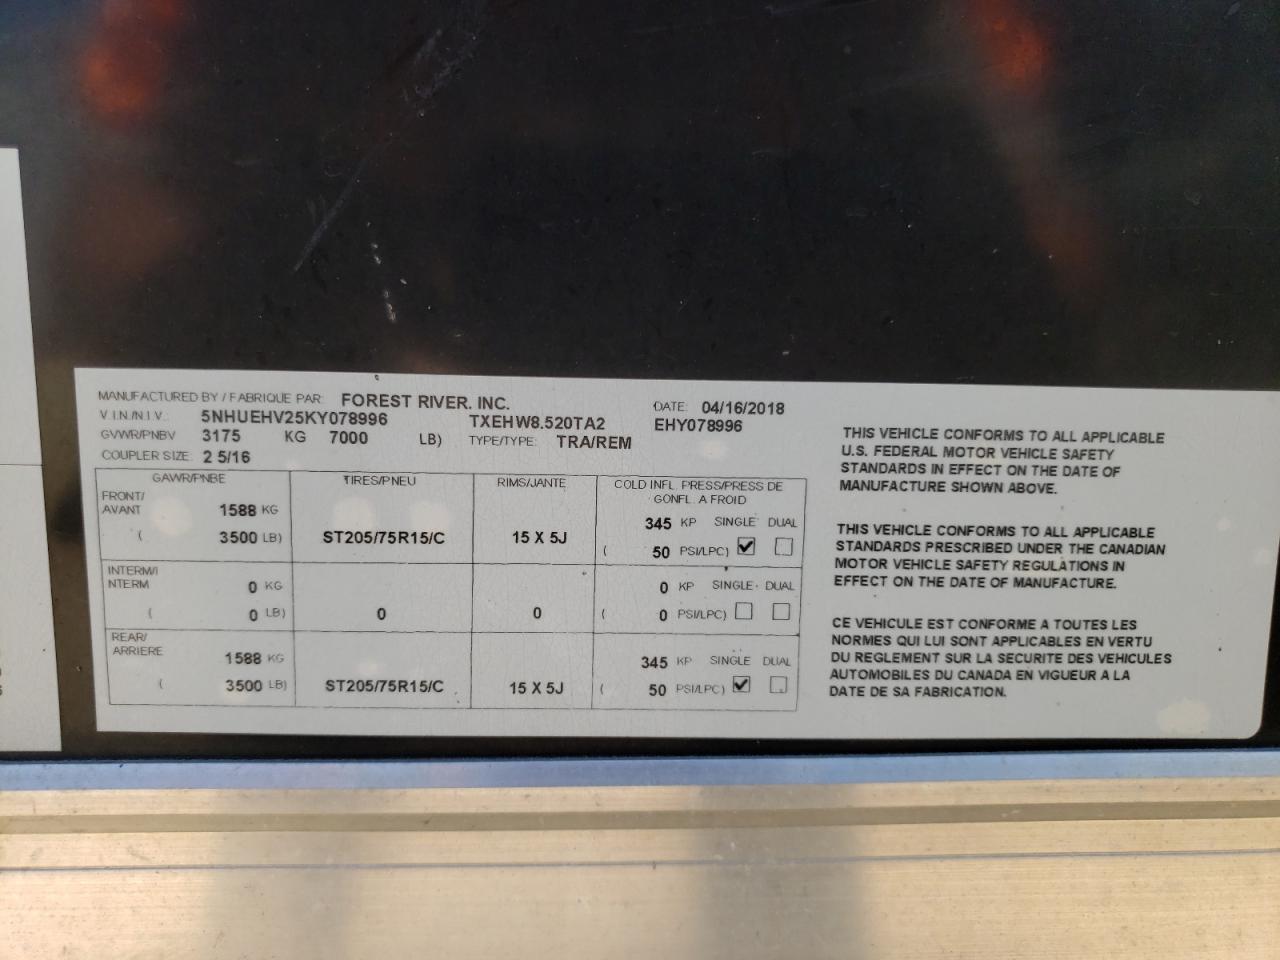 MANUFACTURED BY / FABRIQUE PAR: FOREST RIVER. INC. DATE: 04/16/2018
V.I.N./N.I.V.: 5NHUEHV25KY078996 TXEHW8.520TA2 EHY078996
GVWR/PNBV 3175 KG 7000 LB) TYPE/TYPE: TRA/REM
COUPLER SIZE: 2 5/16
GAWR/PNBE TIRES/PNEU RIMS/JANTE COLD INFL. PRESS/PRESS DE
GONFL. A FROID
FRONT/
AVANT 1588 KG 345 KP SINGLE DUAL
( 3500 LB) ST205/75R15/C 15 X 5J ( 50 PSI/LPC)
INTERM/I
NTERM 0 KG 0 KP SINGLE DUAL
( 0 LB) 0 0 ( 0 PSI/LPC)
REAR/
ARRIERE 1588 KG 345 KP SINGLE DUAL
( 3500 LB) ST205/75R15/C 15 X 5J ( 50 PSI/LPC)
THIS VEHICLE CONFORMS TO ALL APPLICABLE
U.S. FEDERAL MOTOR VEHICLE SAFETY
STANDARDS IN EFFECT ON THE DATE OF
MANUFACTURE SHOWN ABOVE.
THIS VEHICLE CONFORMS TO ALL APPLICABLE
STANDARDS PRESCRIBED UNDER THE CANADIAN
MOTOR VEHICLE SAFETY REGULATIONS IN
EFFECT ON THE DATE OF MANUFACTURE.
CE VEHICULE EST CONFORME A TOUTES LES
NORMES QUI LUI SONT APPLICABLES EN VERTU
DU REGLEMENT SUR LA SECURITE DES VEHICULES
AUTOMOBILES DU CANADA EN VIGUEUR A LA
DATE DE SA FABRICATION.